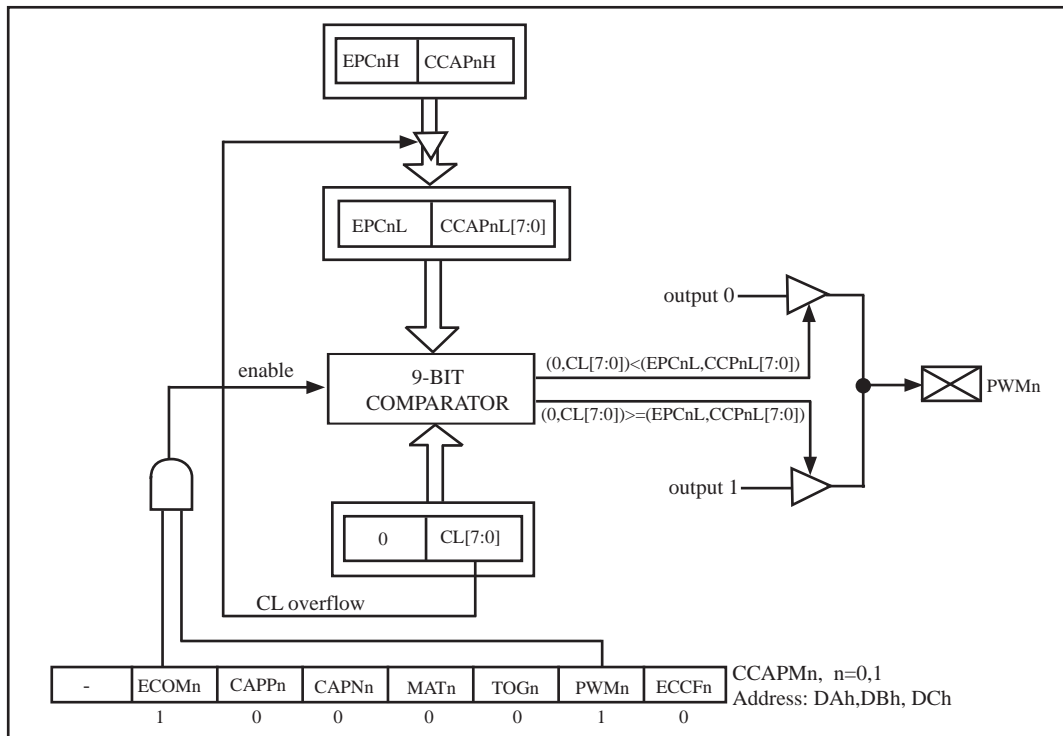 EPCnH CCAPnH
EPCnL CCAPnL[7:0]
output 0
(0,CL[7:0])<(EPCnL,CCPnL[7:0])
enable
9-BIT
COMPARATOR
PWMn
(0,CL[7:0])>=(EPCnL,CCPnL[7:0])
output 1
0 CL[7:0]
CL overflow
- ECOMn CAPPn CAPNn MATn TOGn PWMn ECCFn
CCAPMn, n=0,1
Address: DAh,DBh, DCh
1 0 0 0 0 1 0